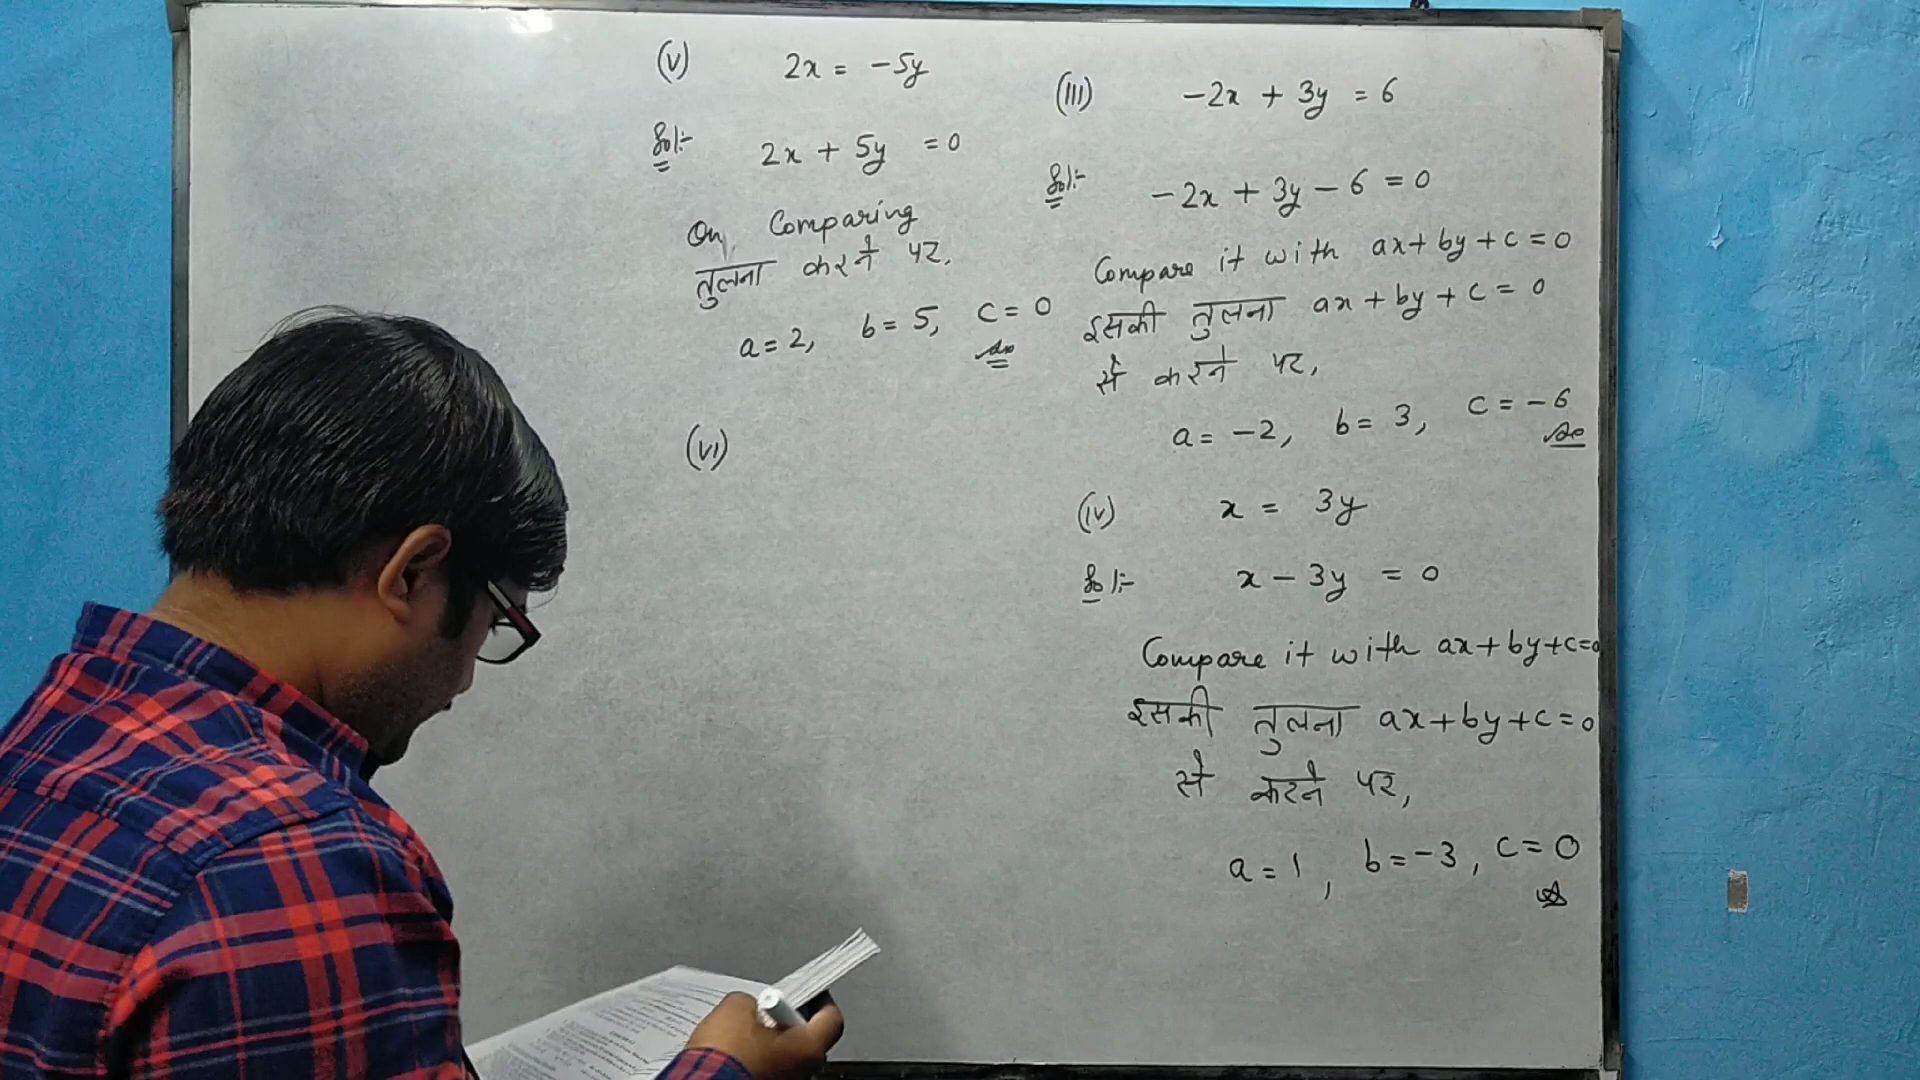 (v) 2x = -5y
Sol:- 2x + 5y = 0
On Comparing
तुलना करने पर,
a = 2, b = 5, c = 0
Ans
(vi)
(iii) -2x + 3y = 6
Sol:- -2x + 3y - 6 = 0
Compare it with ax + by + c = 0
इसकी तुलना ax + by + c = 0
से करने पर,
a = -2, b = 3, c = -6
Ans
(iv) x = 3y
Sol:- x - 3y = 0
Compare it with ax + by + c = 0
इसकी तुलना ax + by + c = 0
से करने पर,
a = 1, b = -3, c = 0